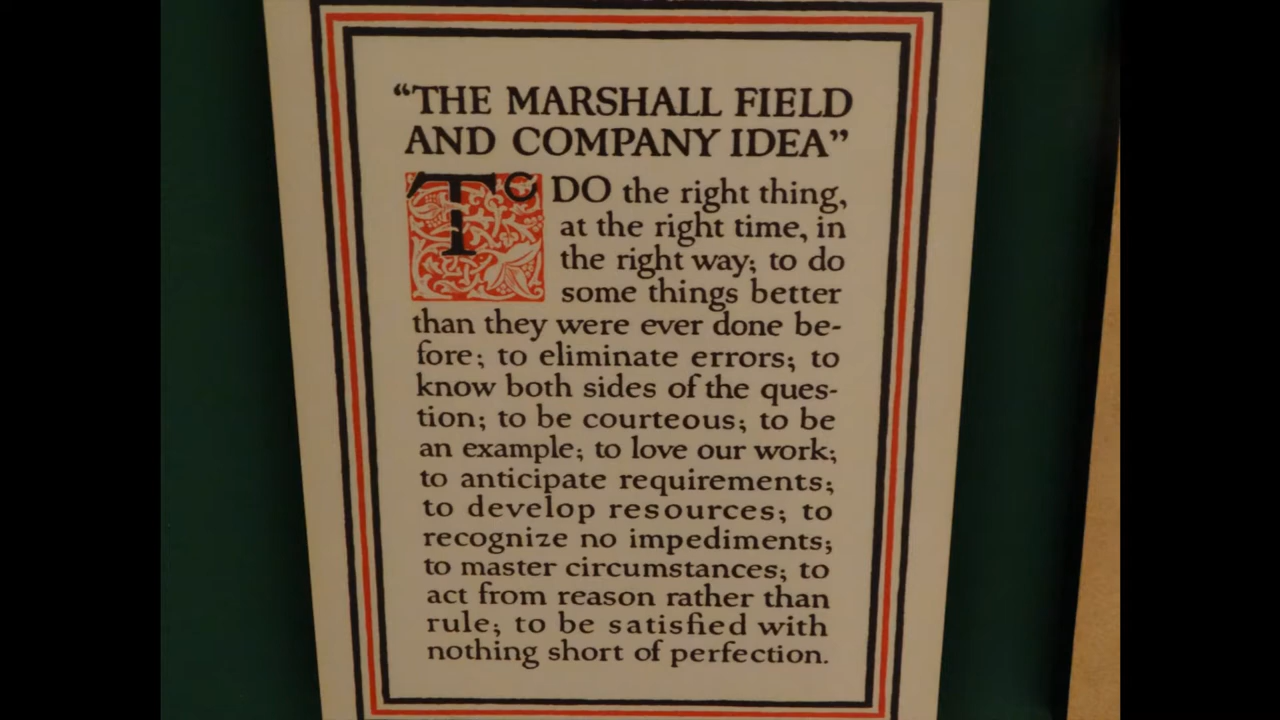 “THE MARSHALL FIELD
AND COMPANY IDEA”
TO DO the right thing,
at the right time, in
the right way; to do
some things better
than they were ever done be-
fore; to eliminate errors; to
know both sides of the ques-
tion; to be courteous; to be
an example; to love our work;
to anticipate requirements;
to develop resources; to
recognize no impediments;
to master circumstances; to
act from reason rather than
rule; to be satisfied with
nothing short of perfection.